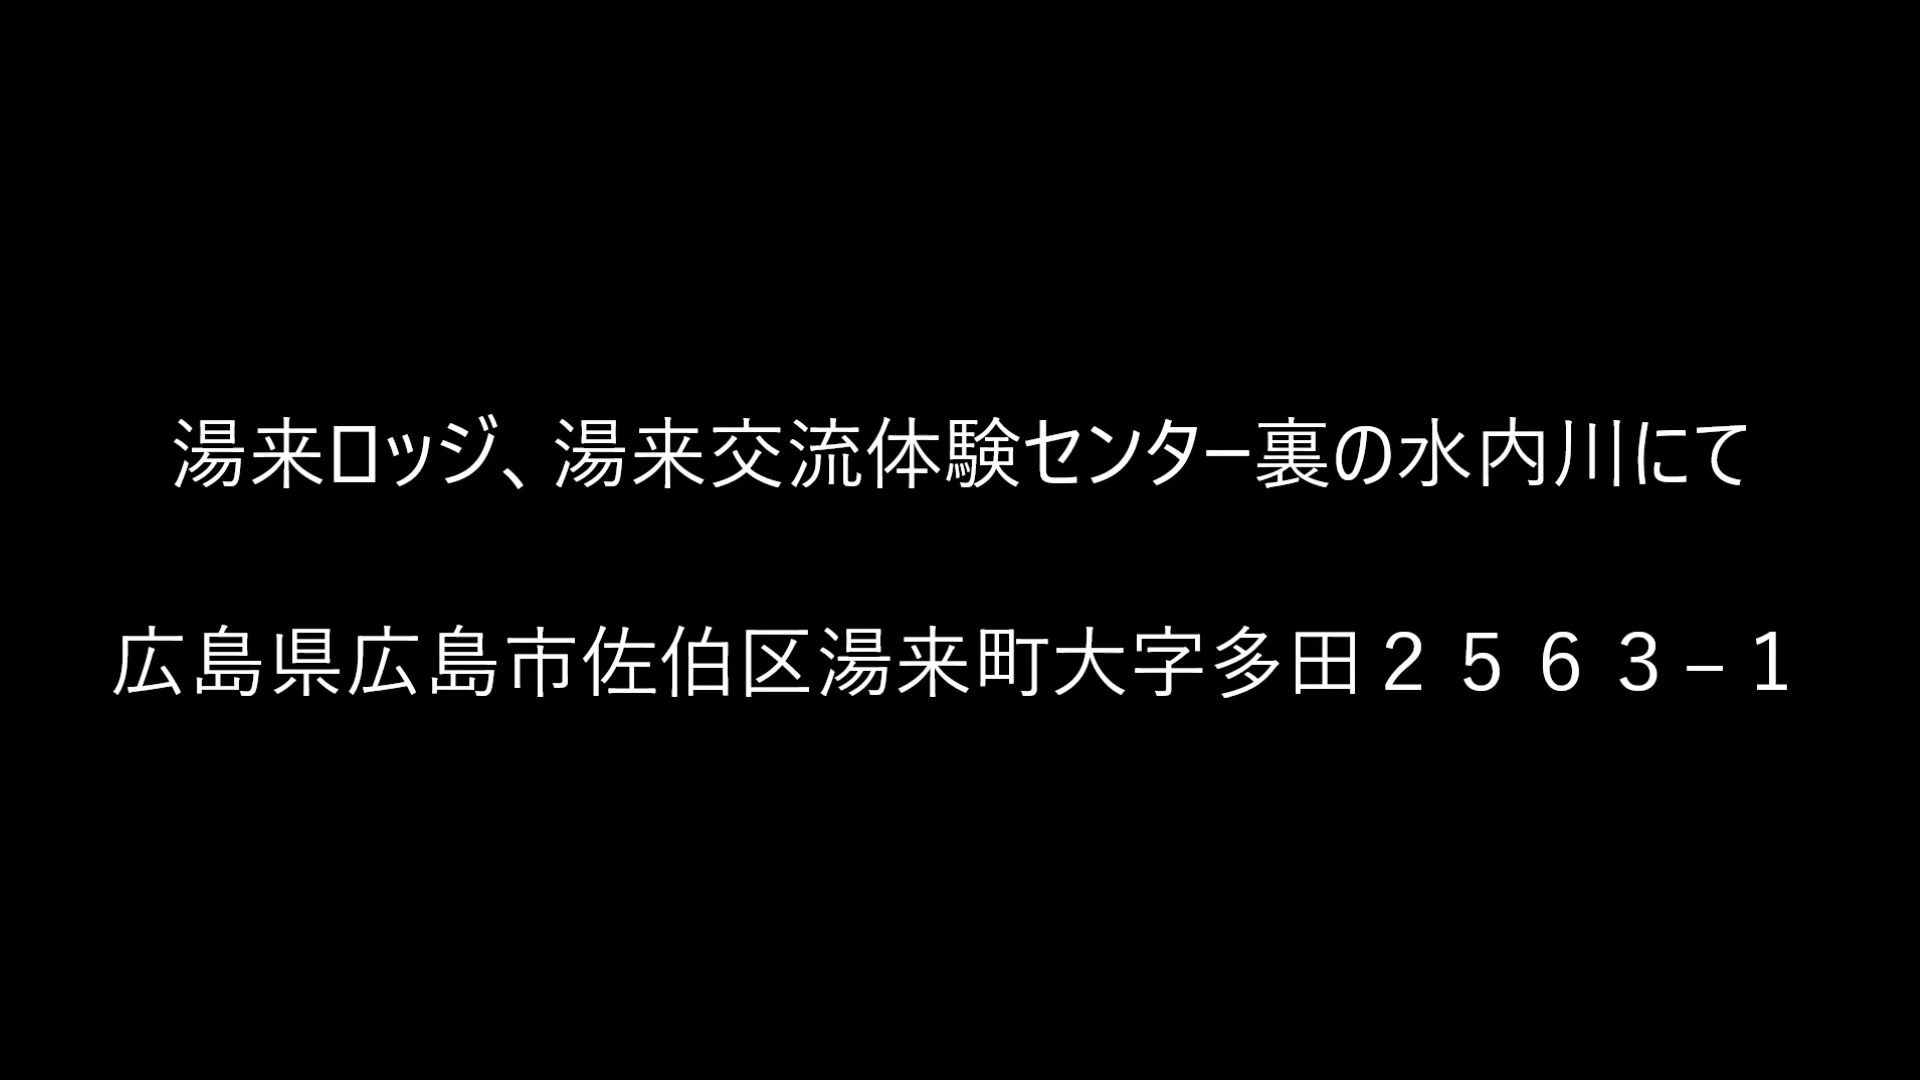 湯来ロッジ、湯来交流体験センター裏の水内川にて
広島県広島市佐伯区湯来町大字多田２５６３−１